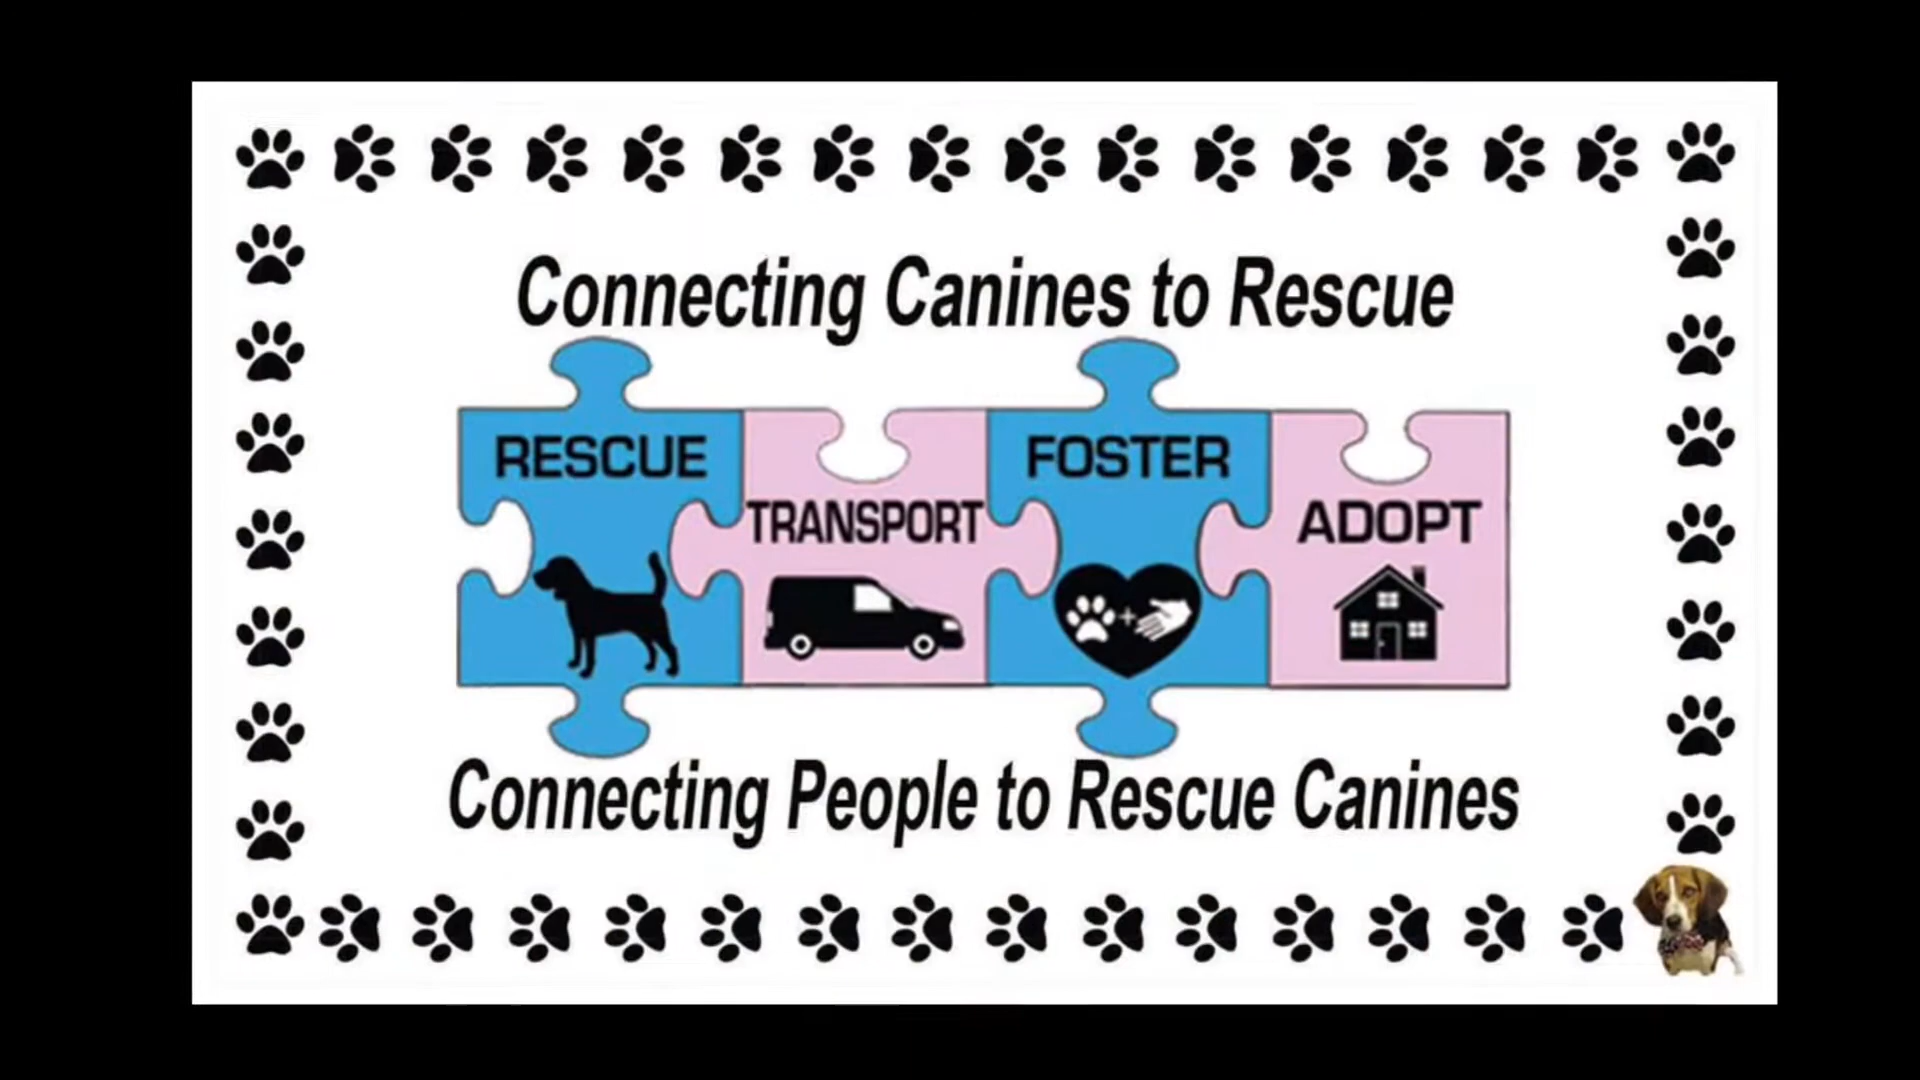 Connecting Canines to Rescue
RESCUE
TRANSPORT
FOSTER
ADOPT
Connecting People to Rescue Canines